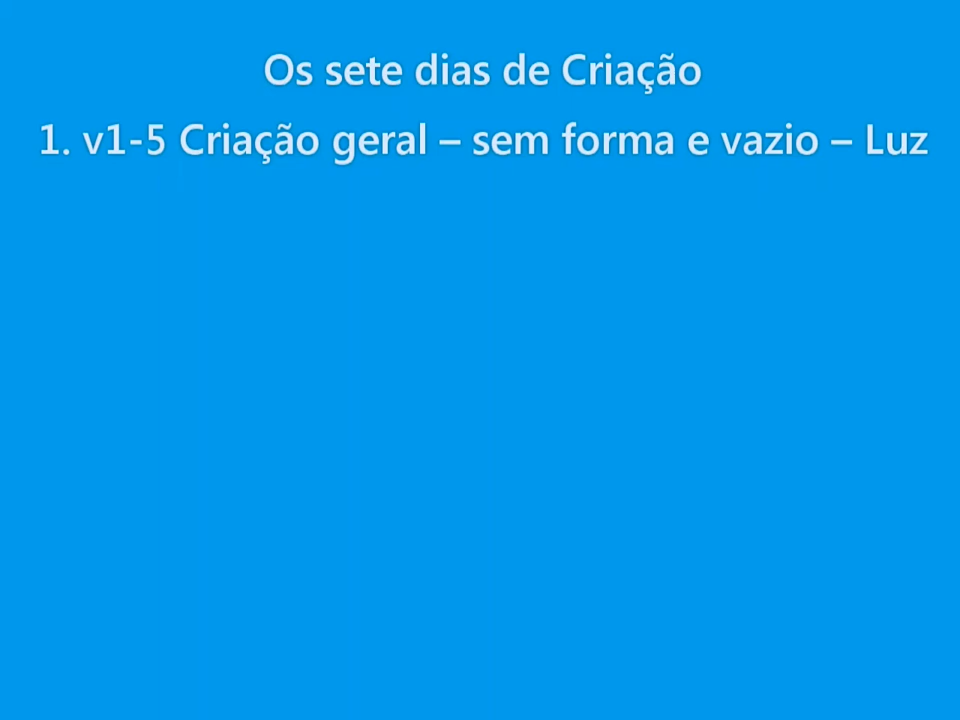 Os sete dias de Criação
1. v1-5 Criação geral – sem forma e vazio – Luz